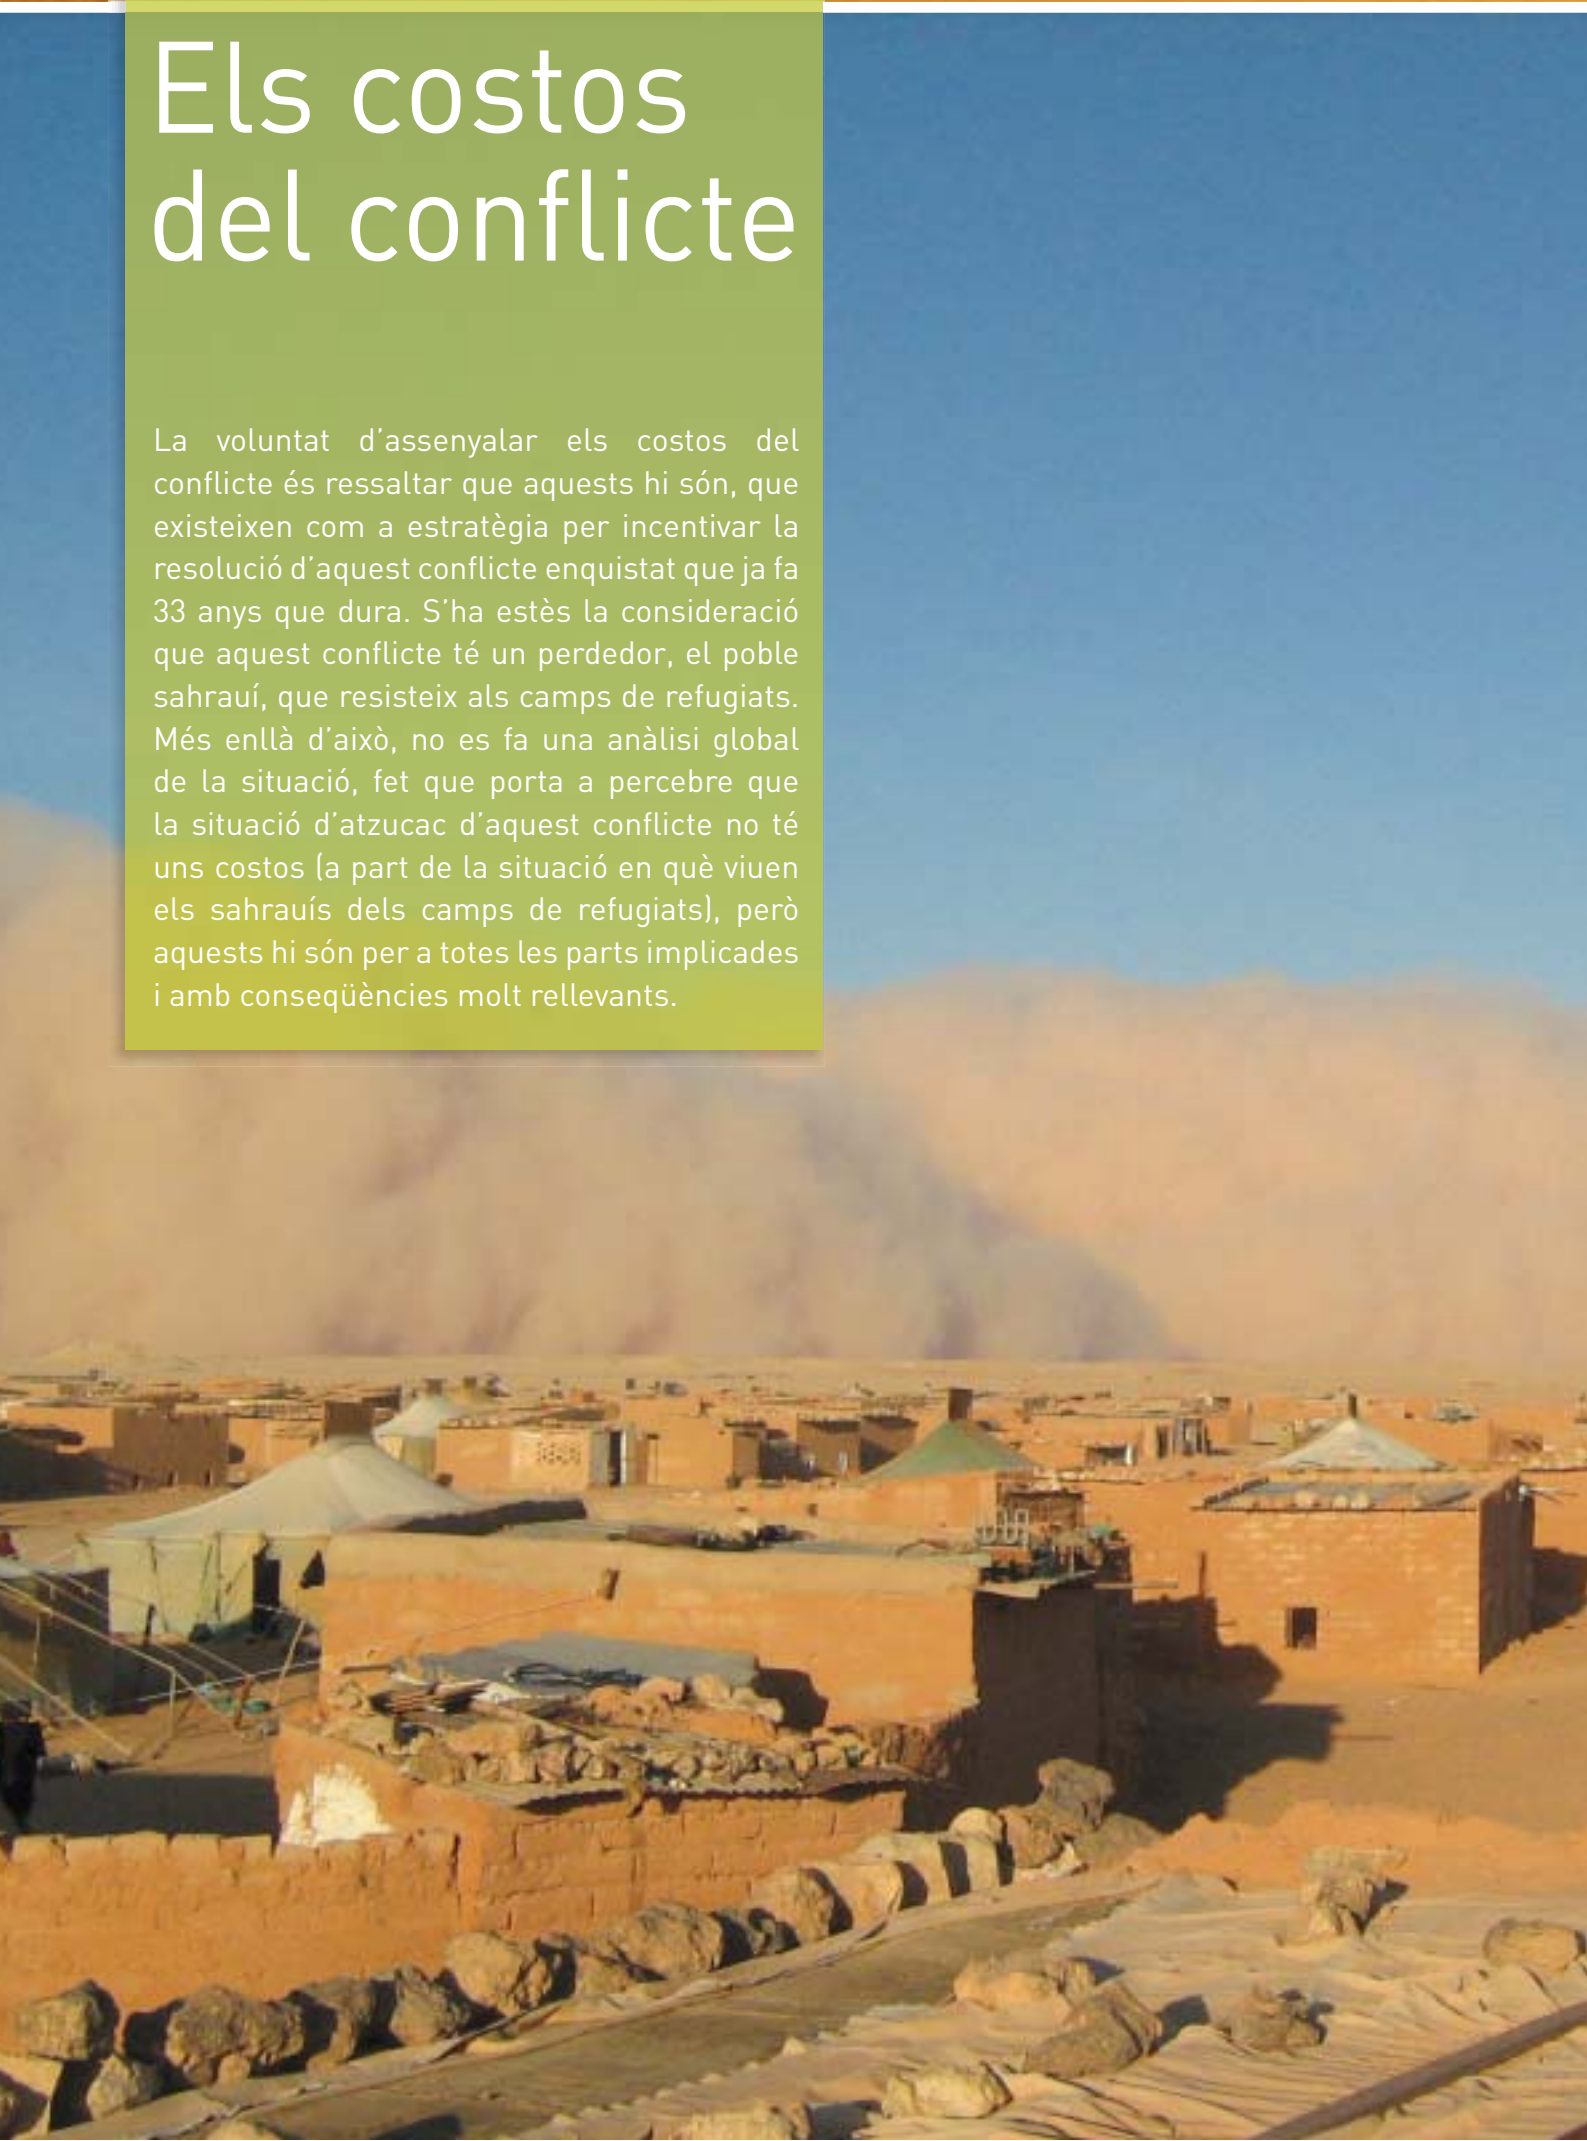 Els costos
del conflicte
La voluntat d'assenyalar els costos del
conflicte és ressaltar que aquests hi són, que
existeixen com a estratègia per incentivar la
resolució d'aquest conflicte enquistat que ja fa
33 anys que dura. S'ha estès la consideració
que aquest conflicte té un perdedor, el poble
sahrauí, que resisteix als camps de refugiats.
Més enllà d'això, no es fa una anàlisi global
de la situació, fet que porta a percebre que
la situació d'atzucac d'aquest conflicte no té
uns costos (a part de la situació en què viuen
els sahrauís dels camps de refugiats), però
aquests hi són per a totes les parts implicades
i amb conseqüències molt rellevants.